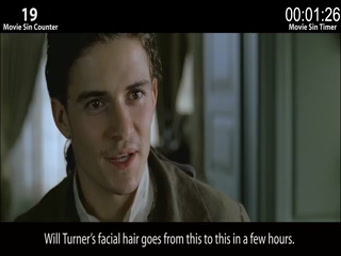 19
Movie Sin Counter
00:01:26
Movie Sin Timer
Will Turner's facial hair goes from this to this in a few hours.